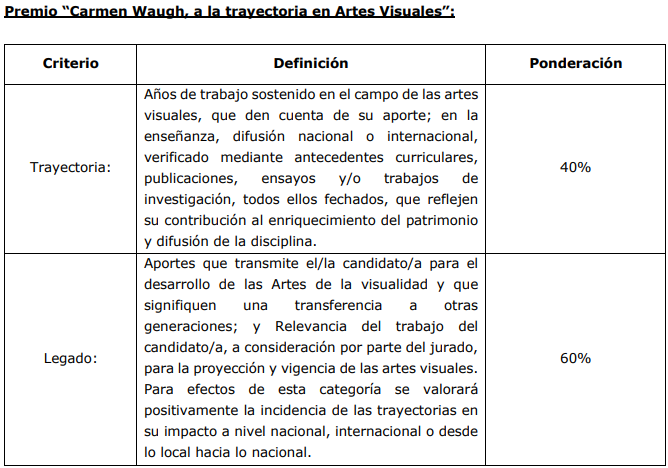 Premio “Carmen Waugh, a la trayectoria en Artes Visuales”:
Criterio
Definición
Ponderación
Trayectoria:
Años de trabajo sostenido en el campo de las artes
visuales, que den cuenta de su aporte; en la
enseñanza, difusión nacional o internacional,
verificado mediante antecedentes curriculares,
publicaciones, ensayos y/o trabajos de
investigación, todos ellos fechados, que reflejen
su contribución al enriquecimiento del patrimonio
y difusión de la disciplina.
40%
Legado:
Aportes que transmite el/la candidato/a para el
desarrollo de las Artes de la visualidad y que
signifiquen una transferencia a otras
generaciones; y Relevancia del trabajo del
candidato/a, a consideración por parte del jurado,
para la proyección y vigencia de las artes visuales.
Para efectos de esta categoría se valorará
positivamente la incidencia de las trayectorias en
su impacto a nivel nacional, internacional o desde
lo local hacia lo nacional.
60%